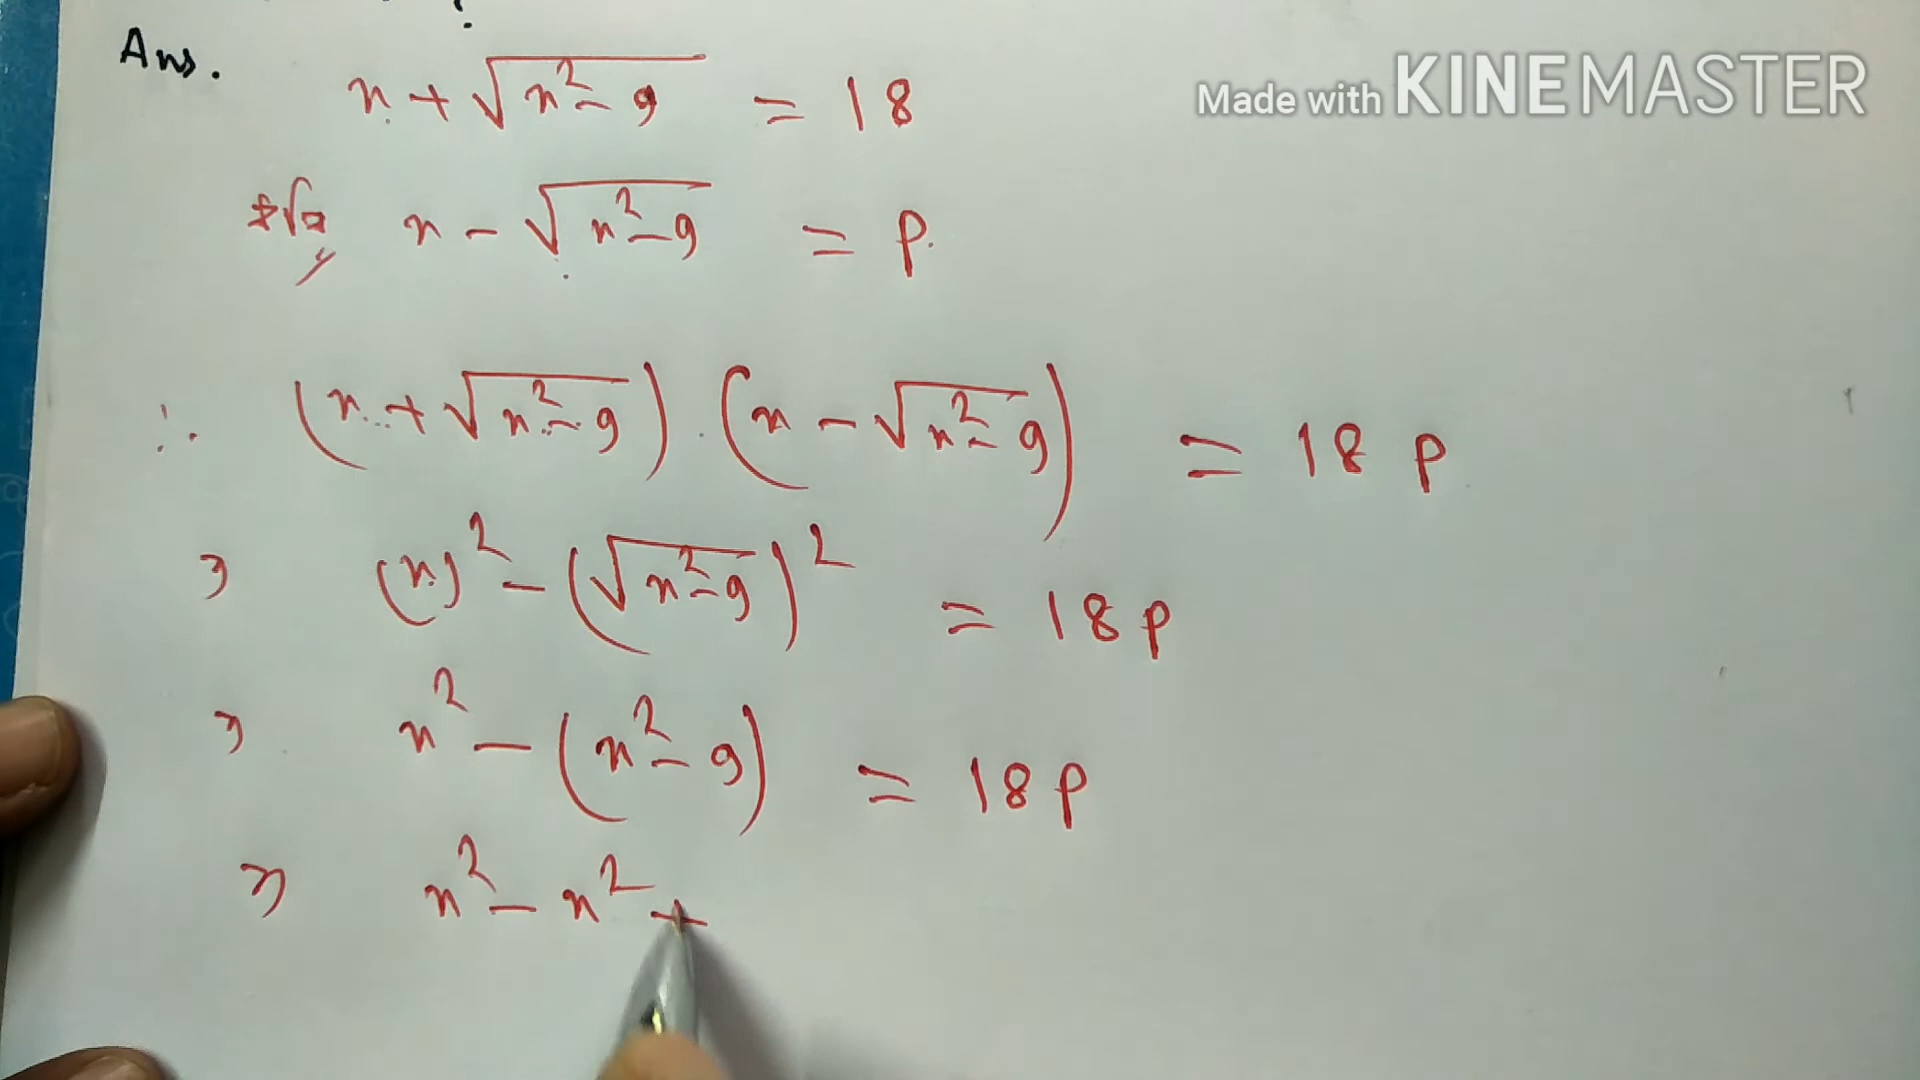 Ans.
x + √x² - 9 = 18
ধরি, x - √x² - 9 = p.
∴ (x + √x² - 9) . (x - √x² - 9) = 18 p
⇒ (x)² - (√x² - 9)² = 18p
⇒ x² - (x² - 9) = 18p
⇒ x² - x² +
Made with KINEMASTER